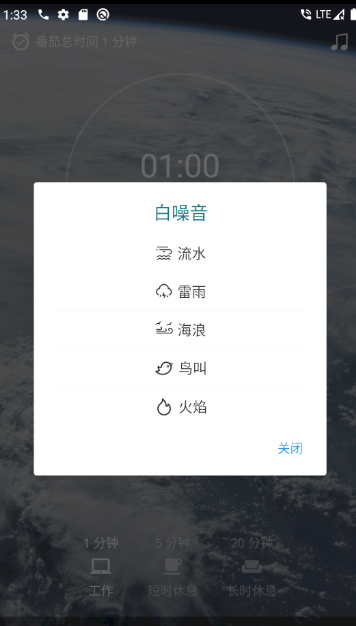 1:33
LTE
番茄总时间 1 分钟
01:00
白噪音
流水
雷雨
海浪
鸟叫
火焰
关闭
1 分钟 5 分钟 20 分钟
工作 短时休息 长时休息